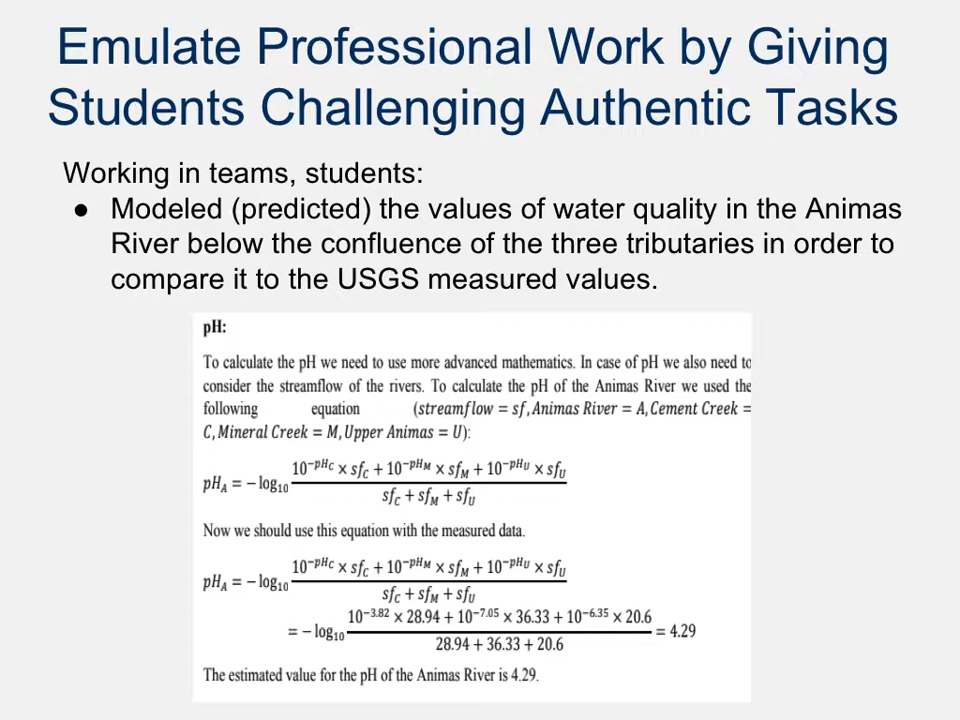 Emulate Professional Work by Giving
Students Challenging Authentic Tasks
Working in teams, students:
● Modeled (predicted) the values of water quality in the Animas
River below the confluence of the three tributaries in order to
compare it to the USGS measured values.
pH:
To calculate the pH we need to use more advanced mathematics. In case of pH we also need to
consider the streamflow of the rivers. To calculate the pH of the Animas River we used the
following equation (streamflow = sf, Animas River = A, Cement Creek =
C, Mineral Creek = M, Upper Animas = U):
10^{-pH_C} × sf_C + 10^{-pH_M} × sf_M + 10^{-pH_U} × sf_U
pH_A = − log_{10}
sf_C + sf_M + sf_U
Now we should use this equation with the measured data.
10^{-pH_C} × sf_C + 10^{-pH_M} × sf_M + 10^{-pH_U} × sf_U
pH_A = − log_{10}
sf_C + sf_M + sf_U
10^{-3.82} × 28.94 + 10^{-7.05} × 36.33 + 10^{-6.35} × 20.6
= − log_{10} = 4.29
28.94 + 36.33 + 20.6
The estimated value for the pH of the Animas River is 4.29.